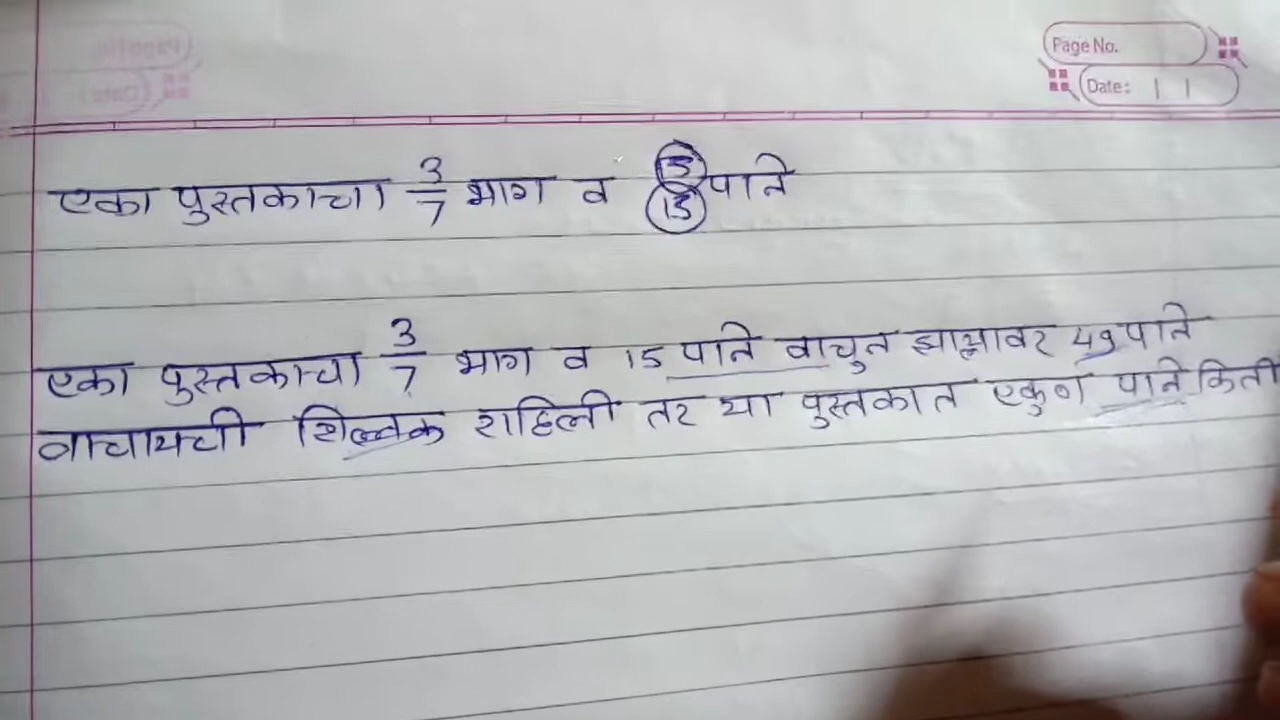 Page No.
Date:
एका पुस्तकाचा 3/7 भाग व 15 15 पाने
एका पुस्तकाचा 3/7 भाग व 15 पाने वाचुन झाल्यावर 49 पाने
वाचायची शिल्लक राहिली तर या पुस्तकात एकुण पाने किती